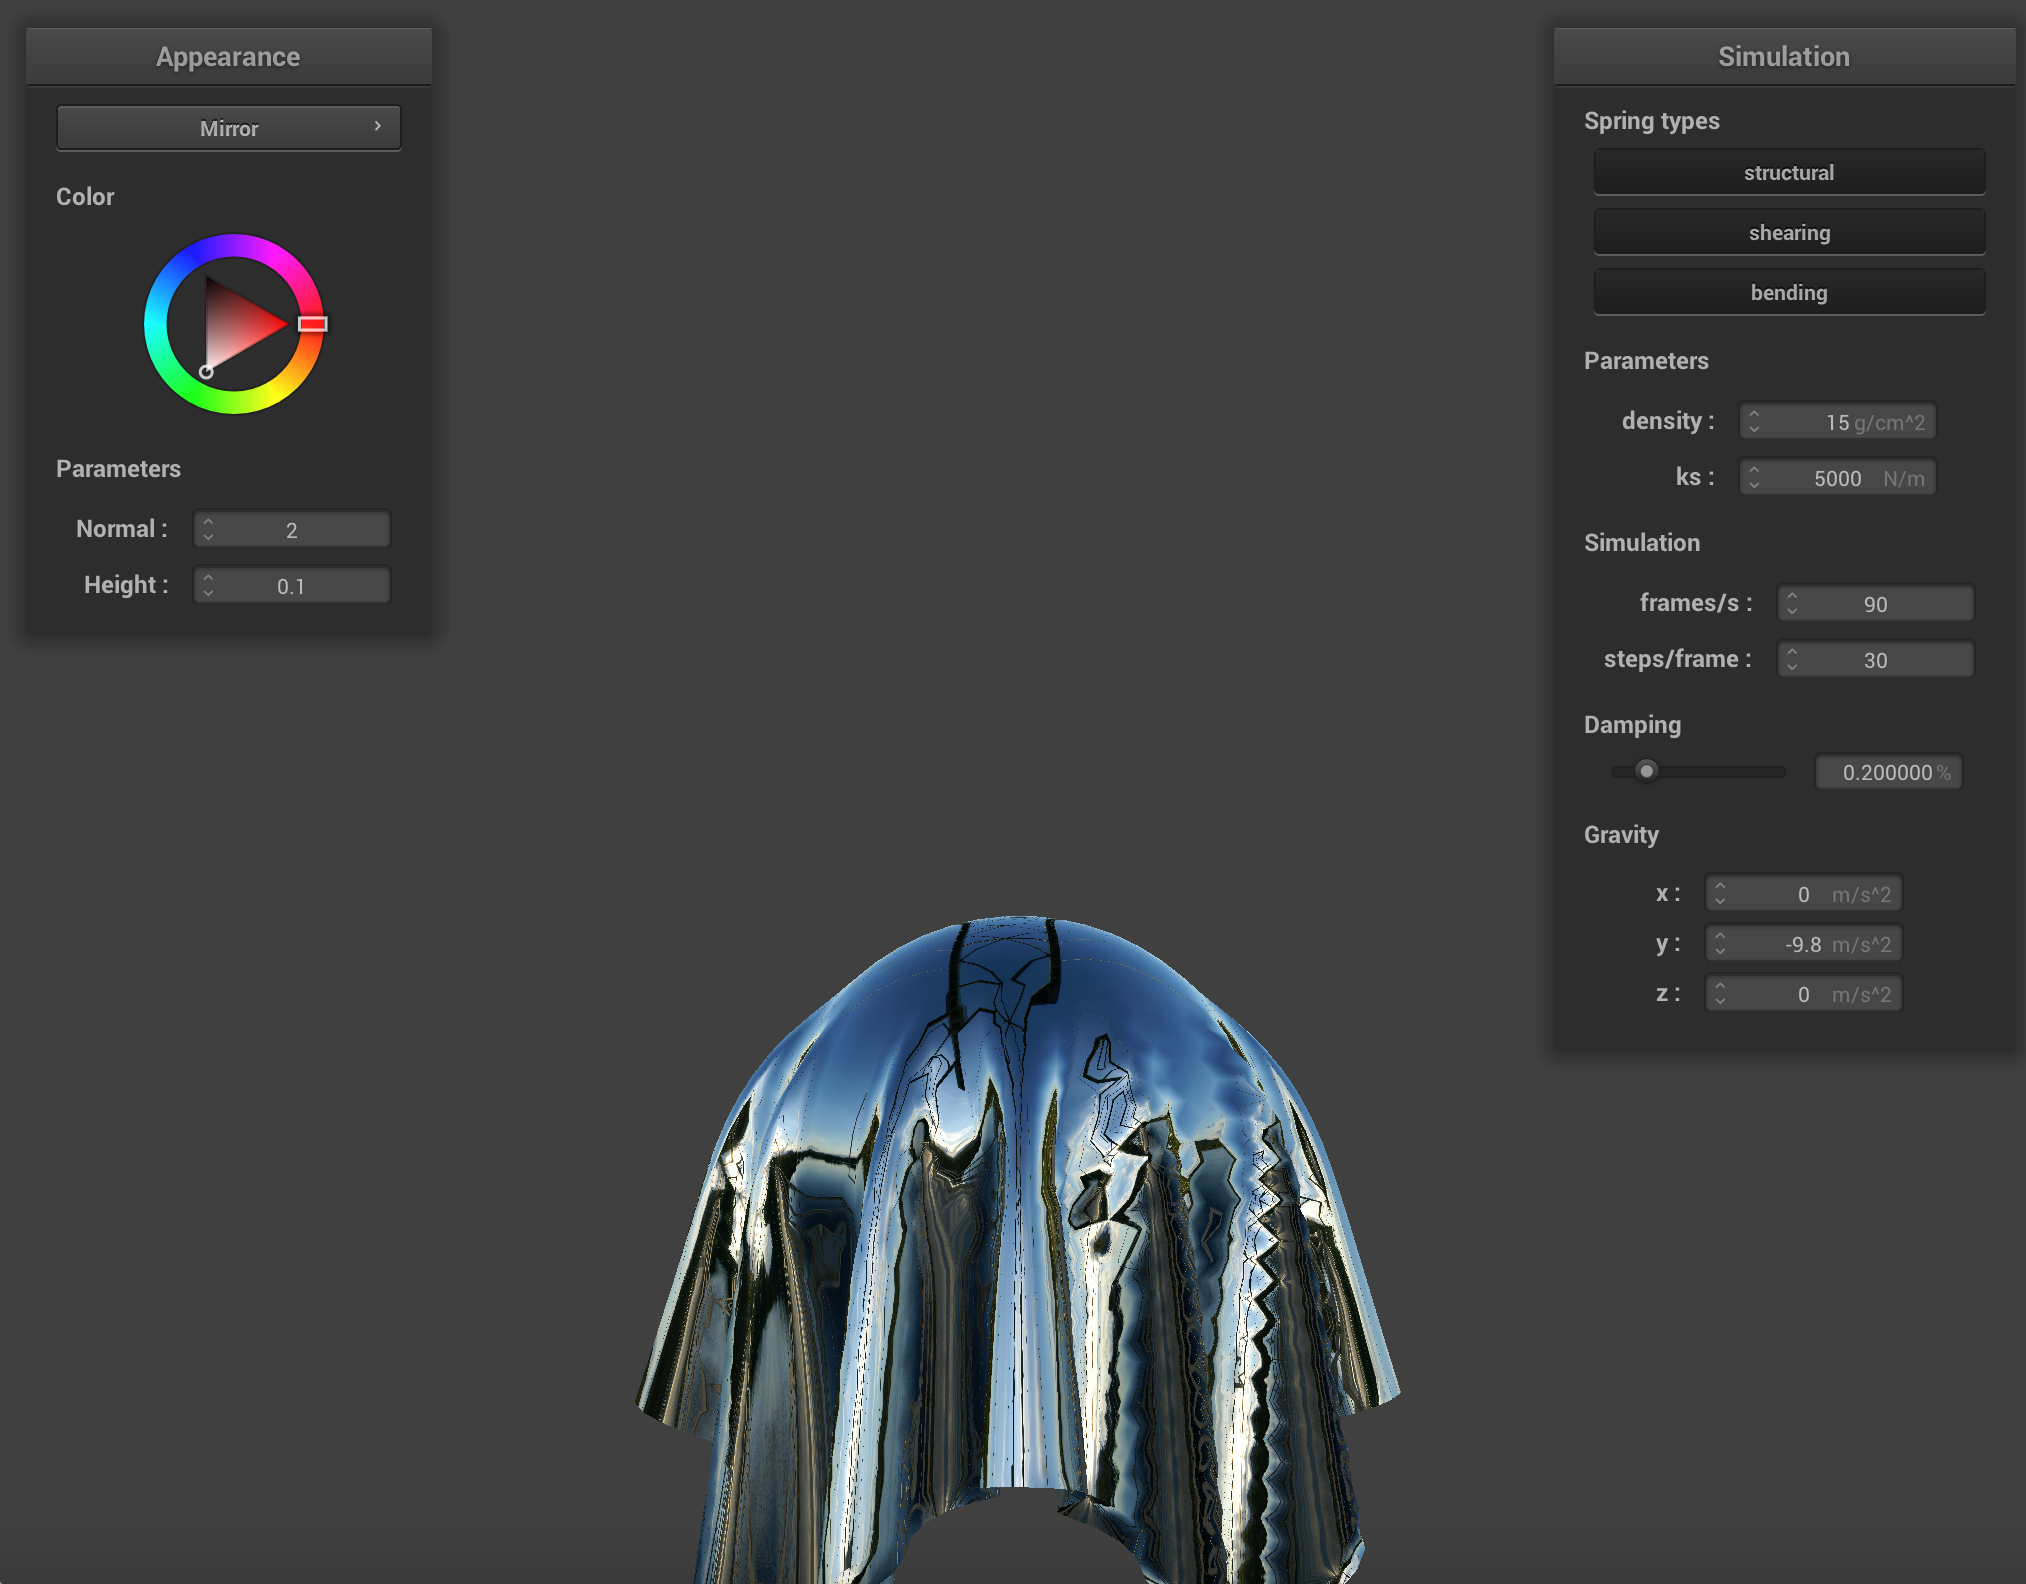 Appearance
Mirror
Color
Parameters
Normal : 2
Height : 0.1
Simulation
Spring types
structural
shearing
bending
Parameters
density : 15 g/cm^2
ks : 5000 N/m
Simulation
frames/s : 90
steps/frame : 30
Damping
0.200000 %
Gravity
x : 0 m/s^2
y : -9.8 m/s^2
z : 0 m/s^2